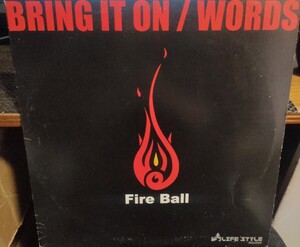 BRING IT ON / WORDS
Fire Ball
LIFE STYLE